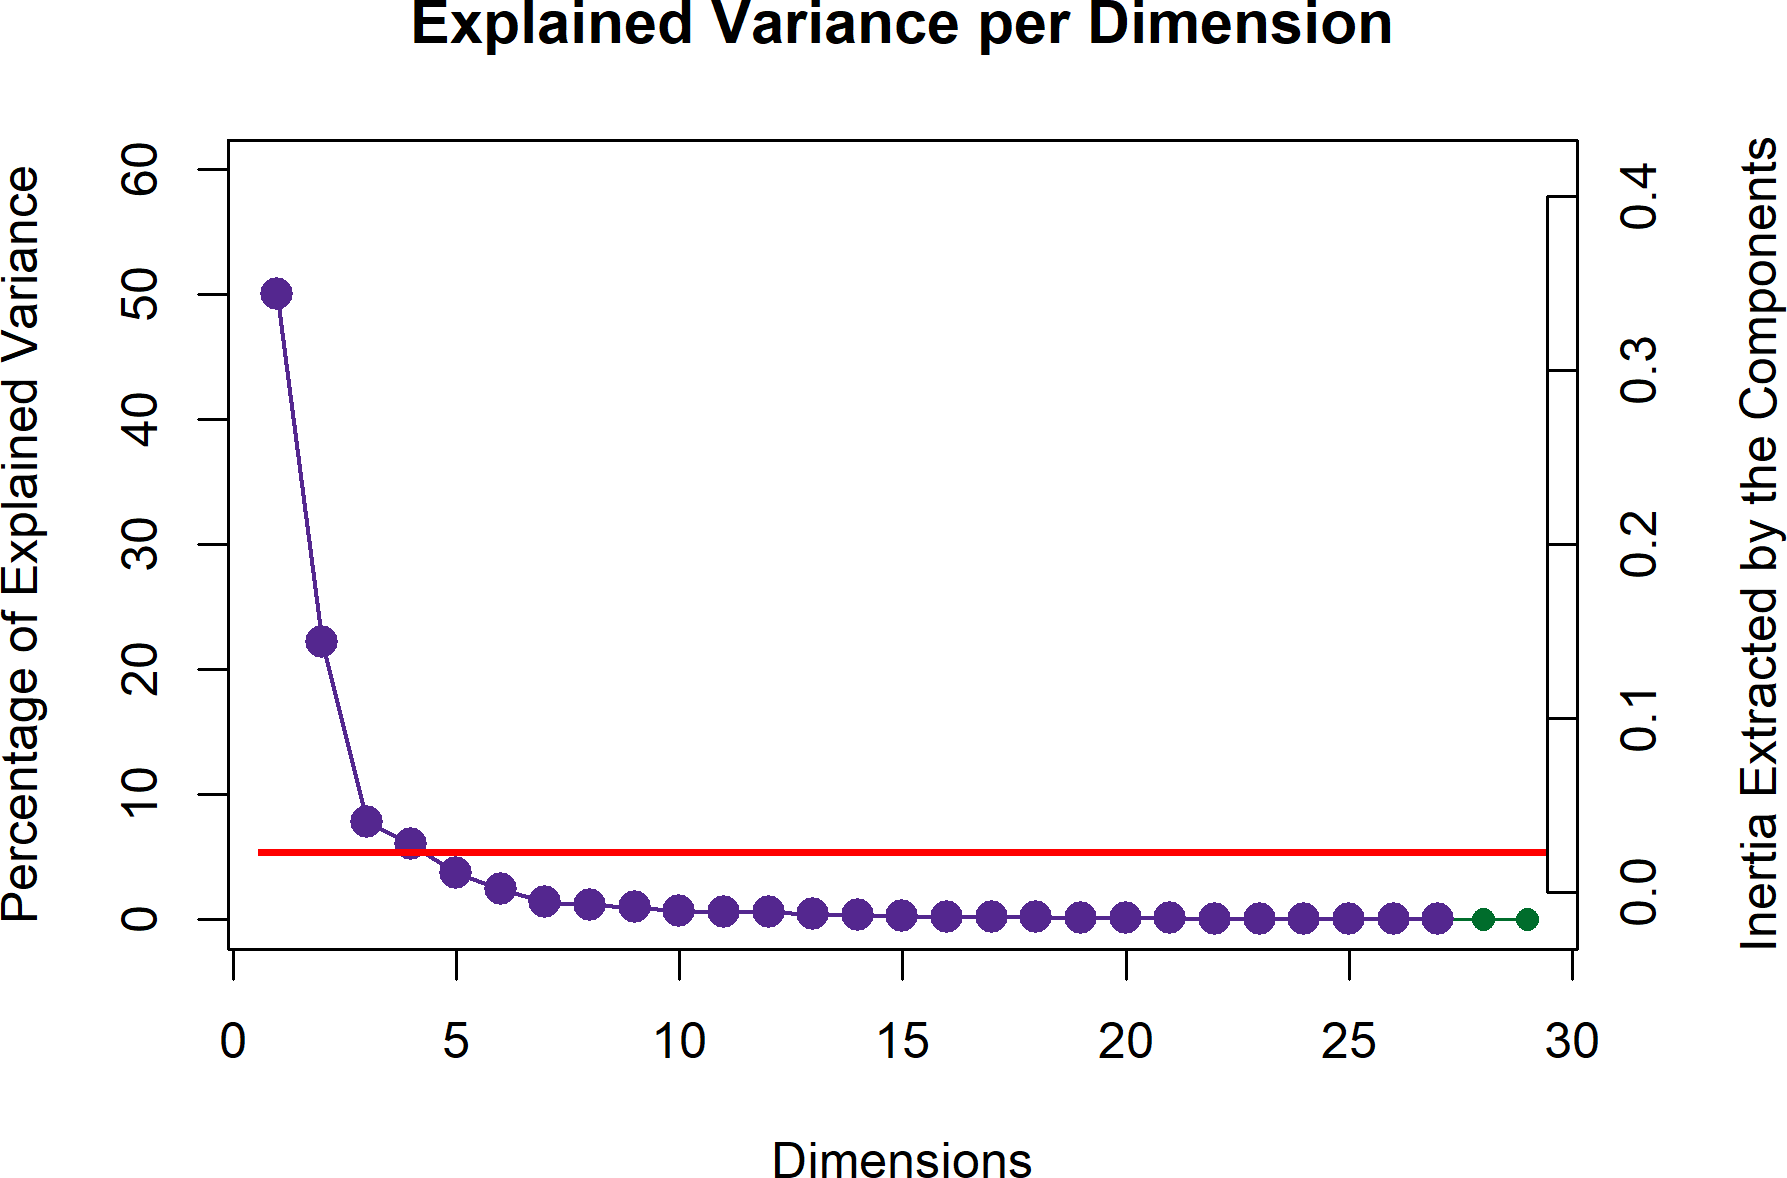 Explained Variance per Dimension
Percentage of Explained Variance
60
50
40
30
20
10
0
0.4
0.3
0.2
0.1
0.0
Inertia Extracted by the Components
0 5 10 15 20 25 30
Dimensions